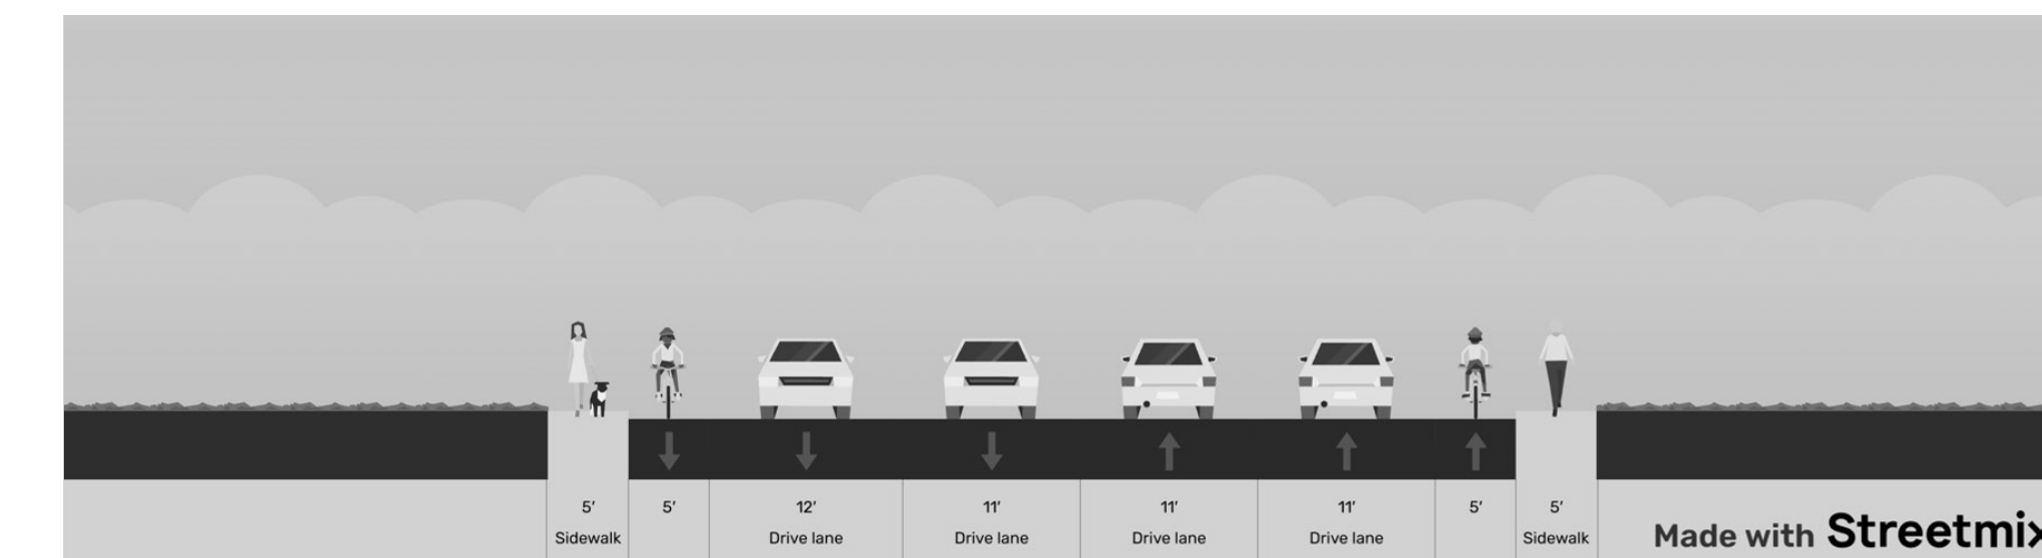 5′ 5′ 12′ 11′ 11′ 11′ 5′ 5′
Sidewalk Drive lane Drive lane Drive lane Drive lane Sidewalk
Made with Streetmix